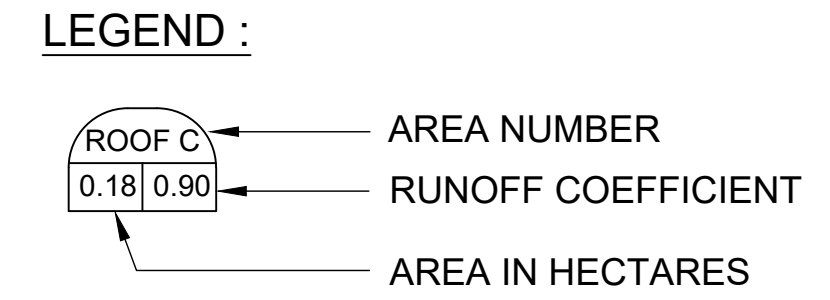 LEGEND :
ROOF C
AREA NUMBER
0.18 0.90
RUNOFF COEFFICIENT
AREA IN HECTARES